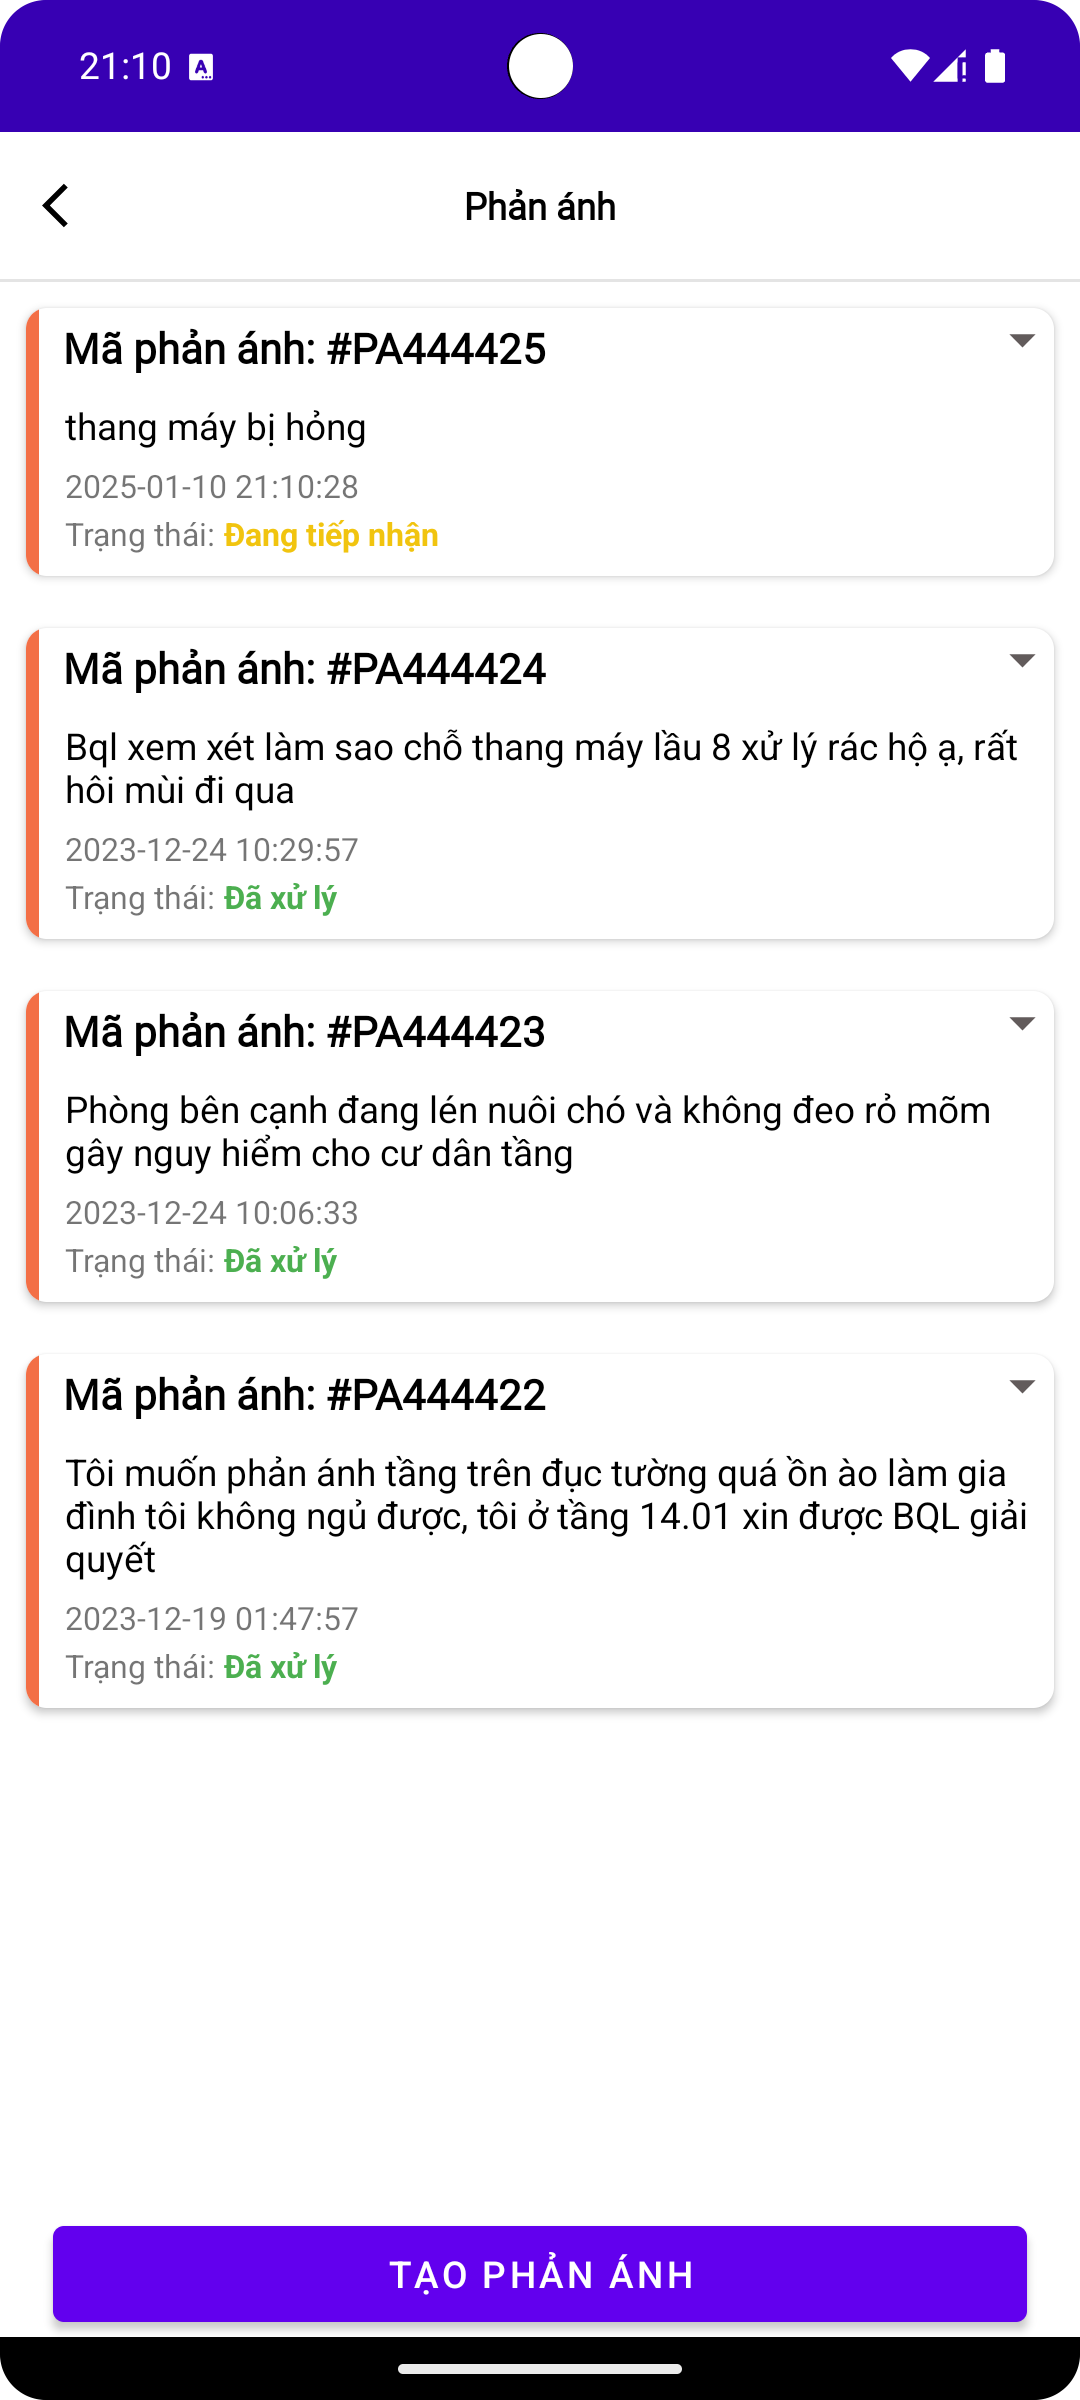 21:10
Phản ánh
Mã phản ánh: #PA444425
thang máy bị hỏng
2025-01-10 21:10:28
Trạng thái: Đang tiếp nhận
Mã phản ánh: #PA444424
Bql xem xét làm sao chỗ thang máy lầu 8 xử lý rác hộ ạ, rất
hôi mùi đi qua
2023-12-24 10:29:57
Trạng thái: Đã xử lý
Mã phản ánh: #PA444423
Phòng bên cạnh đang lén nuôi chó và không đeo rỏ mõm
gây nguy hiểm cho cư dân tầng
2023-12-24 10:06:33
Trạng thái: Đã xử lý
Mã phản ánh: #PA444422
Tôi muốn phản ánh tầng trên đục tường quá ồn ào làm gia
đình tôi không ngủ được, tôi ở tầng 14.01 xin được BQL giải
quyết
2023-12-19 01:47:57
Trạng thái: Đã xử lý
TẠO PHẢN ÁNH